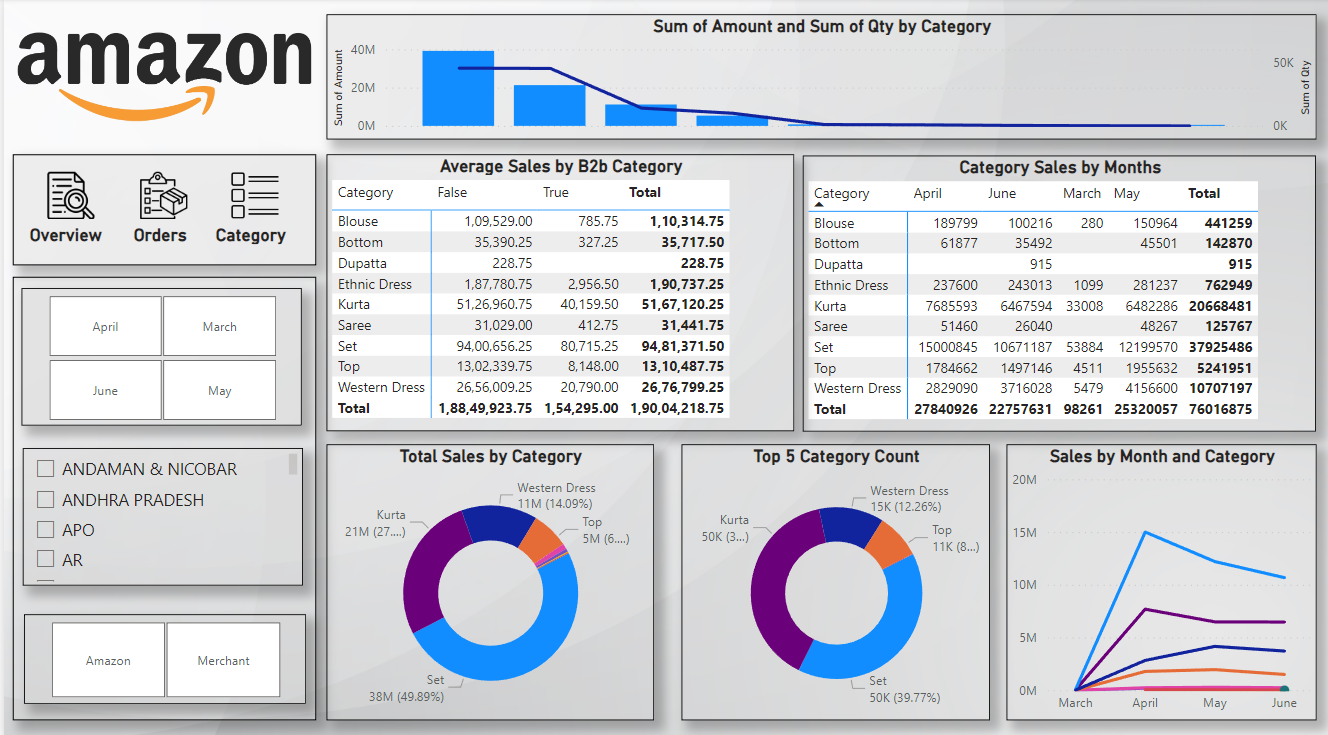 amazon
Overview Orders Category
April March
June May
ANDAMAN & NICOBAR
ANDHRA PRADESH
APO
AR
Amazon Merchant
Sum of Amount and Sum of Qty by Category
Sum of Amount
40M
20M
0M
50K
0K
Sum of Qty
Average Sales by B2b Category
Category False True Total
Blouse 1,09,529.00 785.75 1,10,314.75
Bottom 35,390.25 327.25 35,717.50
Dupatta 228.75 228.75
Ethnic Dress 1,87,780.75 2,956.50 1,90,737.25
Kurta 51,26,960.75 40,159.50 51,67,120.25
Saree 31,029.00 412.75 31,441.75
Set 94,00,656.25 80,715.25 94,81,371.50
Top 13,02,339.75 8,148.00 13,10,487.75
Western Dress 26,56,009.25 20,790.00 26,76,799.25
Total 1,88,49,923.75 1,54,295.00 1,90,04,218.75
Category Sales by Months
Category April June March May Total
Blouse 189799 100216 280 150964 441259
Bottom 61877 35492 45501 142870
Dupatta 915 915
Ethnic Dress 237600 243013 1099 281237 762949
Kurta 7685593 6467594 33008 6482286 20668481
Saree 51460 26040 48267 125767
Set 15000845 10671187 53884 12199570 37925486
Top 1784662 1497146 4511 1955632 5241951
Western Dress 2829090 3716028 5479 4156600 10707197
Total 27840926 22757631 98261 25320057 76016875
Total Sales by Category
Western Dress
11M (14.09%)
Kurta
21M (27....)
Top
5M (6....)
Set
38M (49.89%)
Top 5 Category Count
Western Dress
15K (12.26%)
Kurta
50K (3...)
Top
11K (8...)
Set
50K (39.77%)
Sales by Month and Category
20M
15M
10M
5M
0M
March April May June